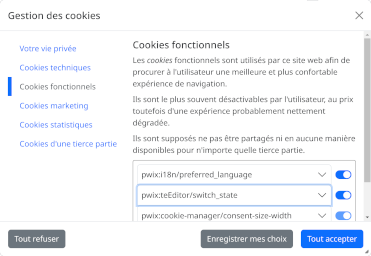 Gestion des cookies
Votre vie privée
Cookies techniques
Cookies fonctionnels
Cookies marketing
Cookies statistiques
Cookies d'une tierce partie
Cookies fonctionnels
Les cookies fonctionnels sont utilisés par ce site web afin de
procurer à l'utilisateur une meilleure et plus confortable
expérience de navigation.
Ils sont le plus souvent désactivables par l'utilisateur, au prix
toutefois d'une expérience probablement nettement
dégradée.
Ils sont supposés ne pas être partagés ni en aucune manière
disponibles pour n'importe quelle tierce partie.
pwix:i18n/preferred_language
pwix:teEditor/switch_state
pwix:cookie-manager/consent-size-width
Tout refuser
Enregistrer mes choix
Tout accepter